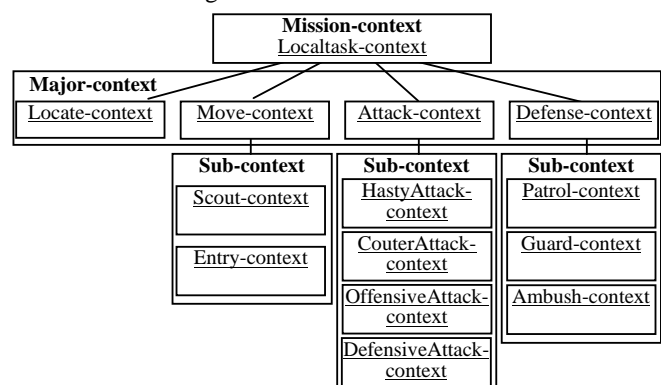 Mission-context
Localtask-context
Major-context
Locate-context
Move-context
Attack-context
Defense-context
Sub-context
Scout-context
Entry-context
Sub-context
HastyAttack-
context
CouterAttack-
context
OffensiveAttack-
context
DefensiveAttack-
context
Sub-context
Patrol-context
Guard-context
Ambush-context